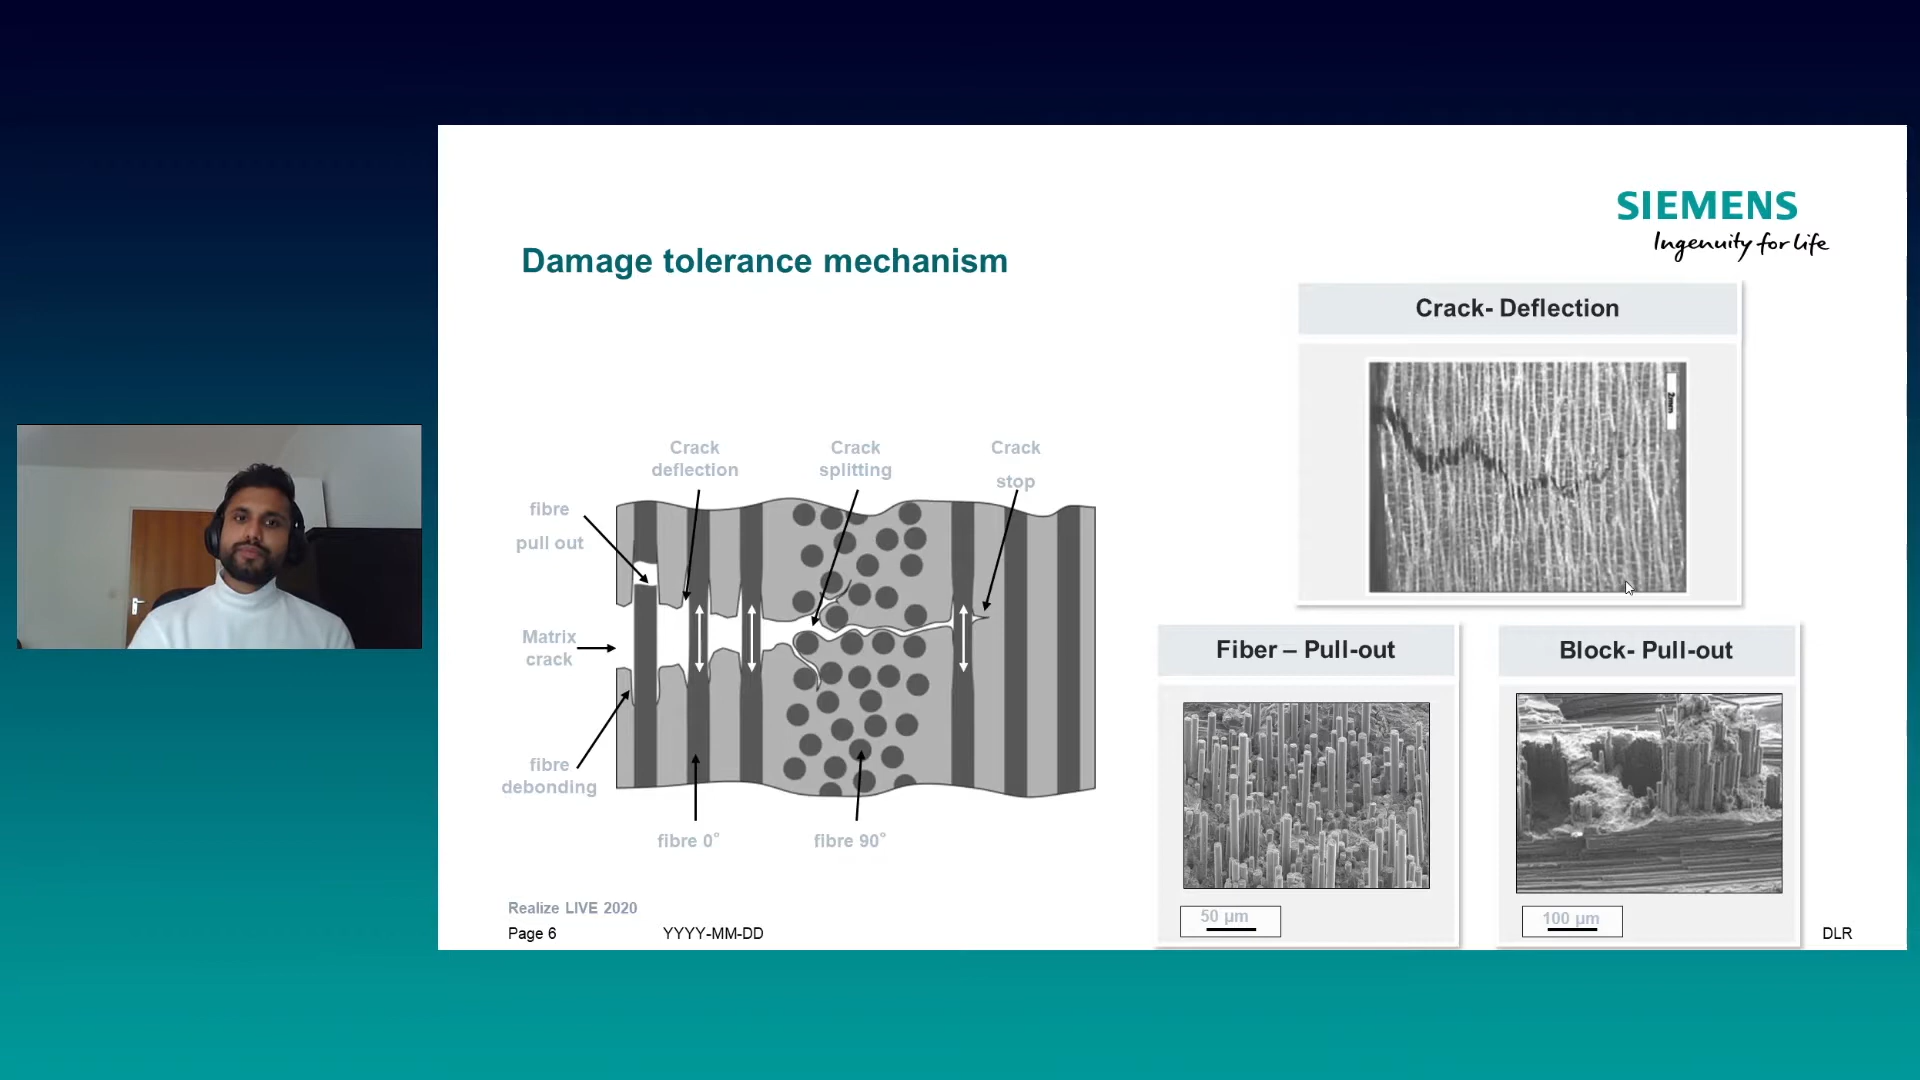 SIEMENS
Ingenuity for life
Damage tolerance mechanism
Crack- Deflection
2mm
Crack
deflection
Crack
splitting
Crack
stop
fibre
pull out
Matrix
crack
fibre
debonding
fibre 0°
fibre 90°
Fiber – Pull-out
50 µm
Block- Pull-out
100 µm
Realize LIVE 2020
Page 6
YYYY-MM-DD
DLR